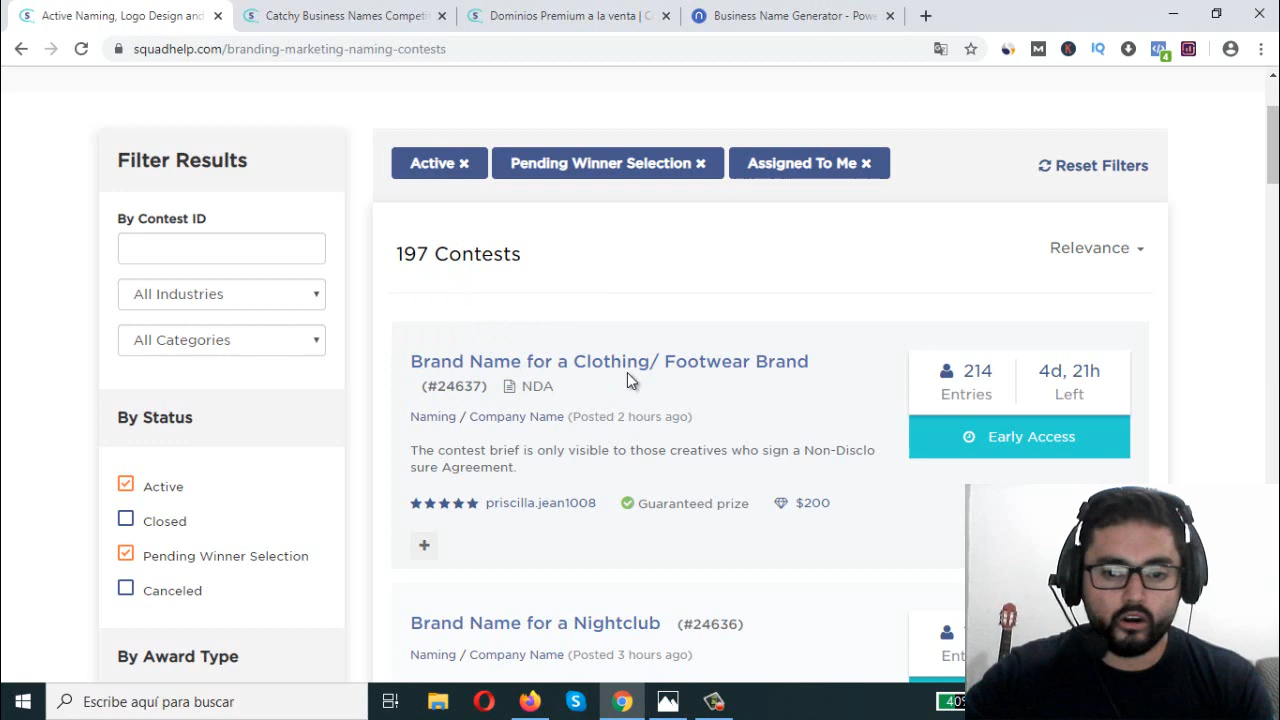 Active Naming, Logo Design and
Catchy Business Names Competi
Dominios Premium a la venta | C
Business Name Generator - Pow
squadhelp.com/branding-marketing-naming-contests
4
Filter Results
Active ×
Pending Winner Selection ×
Assigned To Me ×
Reset Filters
By Contest ID
197 Contests
Relevance
All Industries
All Categories
Brand Name for a Clothing/ Footwear Brand
(#24637) NDA
214
Entries
4d, 21h
Left
Naming / Company Name (Posted 2 hours ago)
Early Access
By Status
The contest brief is only visible to those creatives who sign a Non-Disclo
sure Agreement.
Active
Closed
Pending Winner Selection
Canceled
priscilla.jean1008
Guaranteed prize
$200
+
Brand Name for a Nightclub (#24636)
Naming / Company Name (Posted 3 hours ago)
Ent
By Award Type
Escribe aquí para buscar
40%